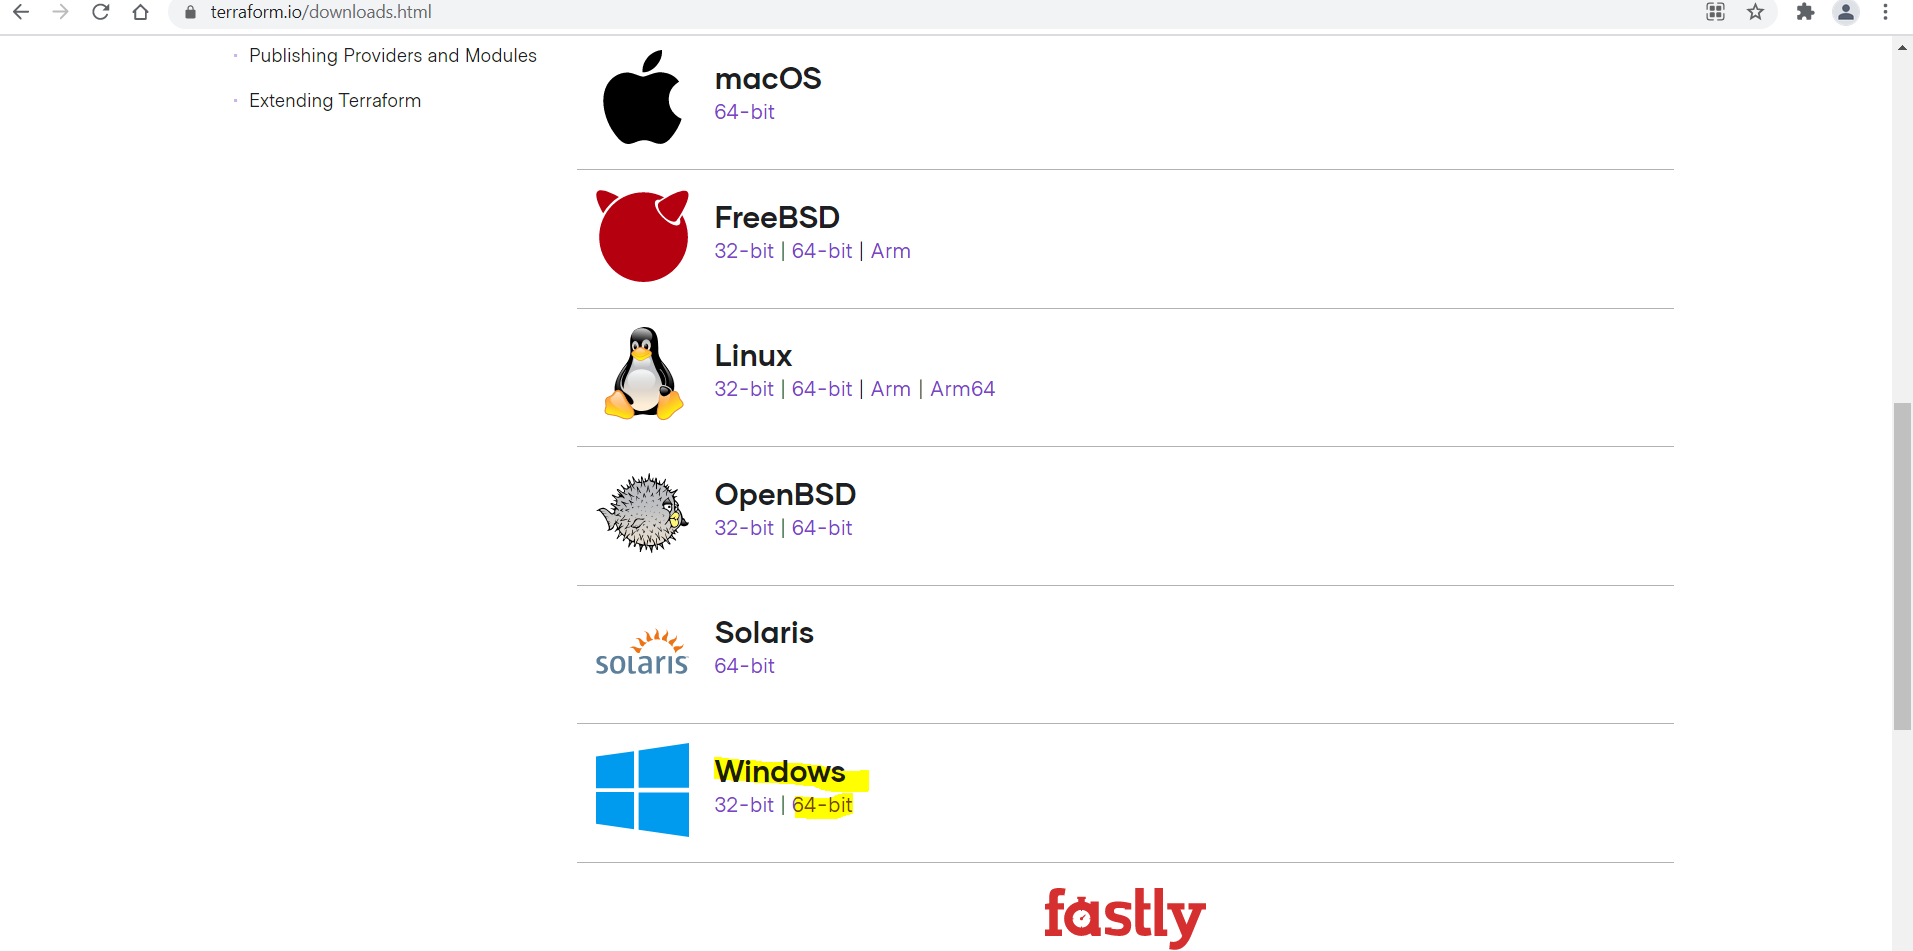 terraform.io/downloads.html
Publishing Providers and Modules
Extending Terraform
macOS
64-bit
FreeBSD
32-bit | 64-bit | Arm
Linux
32-bit | 64-bit | Arm | Arm64
OpenBSD
32-bit | 64-bit
solaris
Solaris
64-bit
Windows
32-bit | 64-bit
fastly